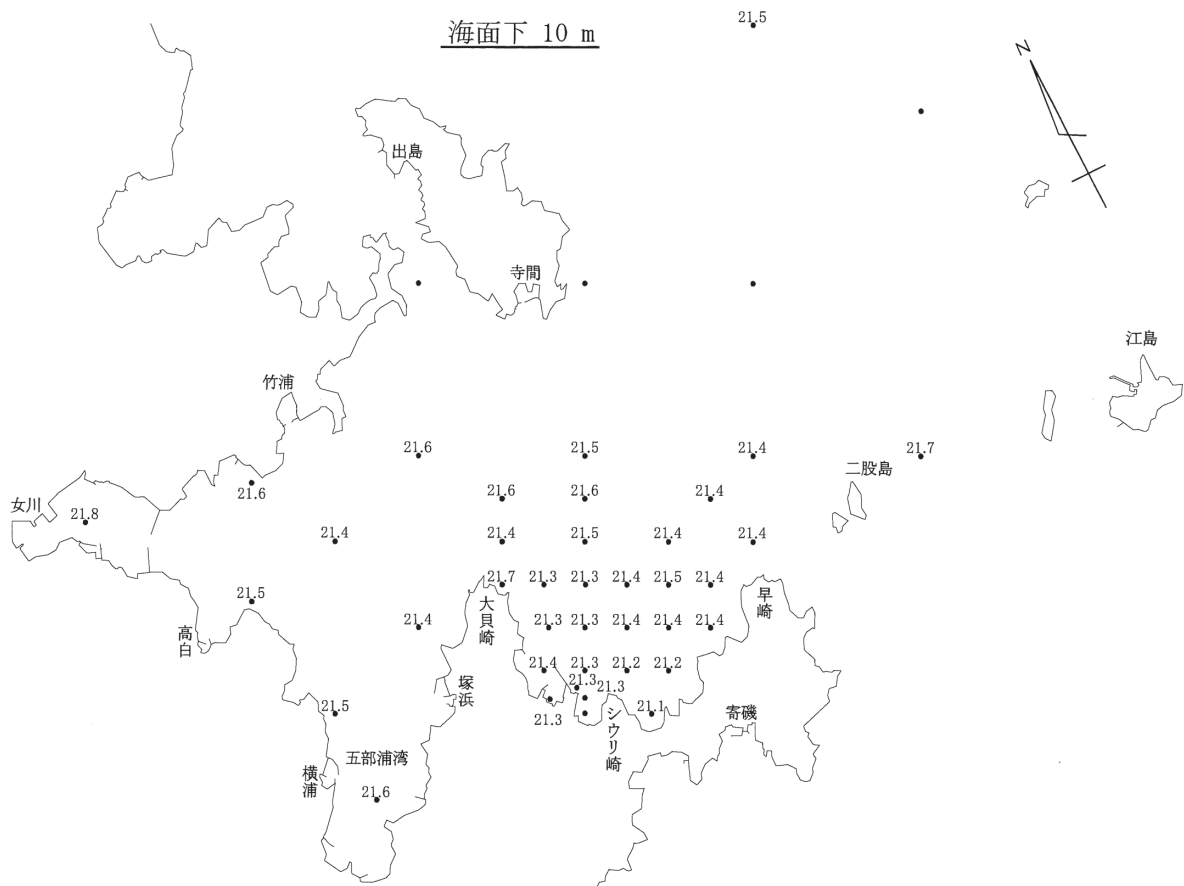 海面下 10 m
21.5
N
出島
寺間
江島
竹浦
21.6 21.5 21.4 21.7
二股島
女川
21.8
21.6
21.6 21.6 21.4
21.4 21.4 21.5 21.4 21.4
21.7 21.3 21.3 21.4 21.5 21.4
21.5
大貝崎
早崎
高白
21.4 21.3 21.3 21.4 21.4 21.4
21.4 21.3 21.2 21.2
塚浜
21.3 21.3
21.5
21.3
シウリ崎
21.1
寄磯
五部浦湾
横浦
21.6